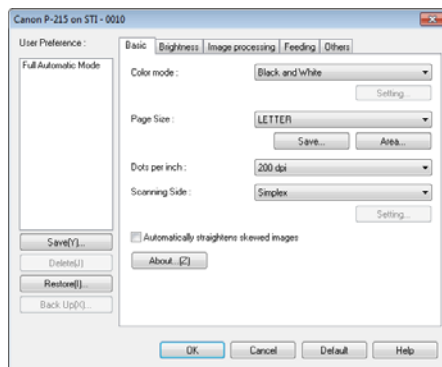 Canon P-215 on STI - 0010
User Preference :
Full Automatic Mode
Save(Y)...
Delete(J)
Restore(I)...
Back Up(X)...
Basic
Brightness
Image processing
Feeding
Others
Color mode :
Black and White
Setting...
Page Size :
LETTER
Save...
Area...
Dots per inch :
200 dpi
Scanning Side :
Simplex
Setting...
Automatically straightens skewed images
About...(Z)
OK
Cancel
Default
Help